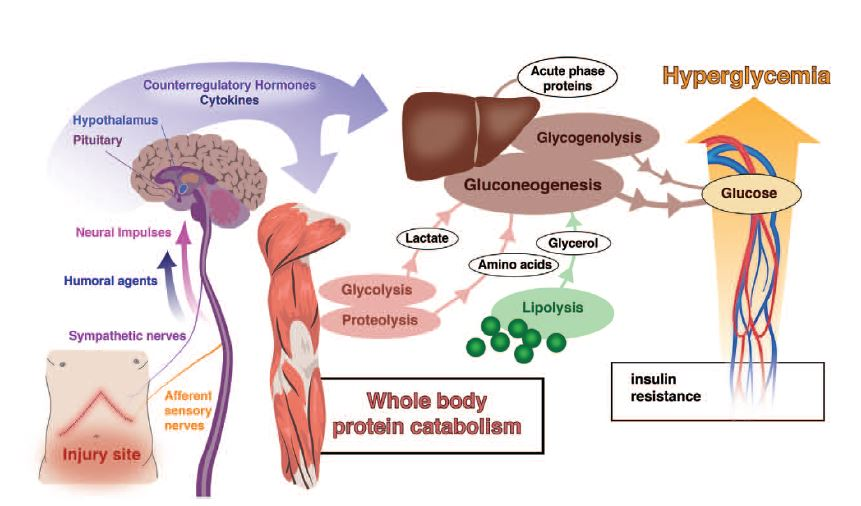 Counterregulatory Hormones
Cytokines
Hypothalamus
Pituitary
Neural Impulses
Humoral agents
Sympathetic nerves
Afferent
sensory
nerves
Injury site
Acute phase
proteins
Glycogenolysis
Gluconeogenesis
Lactate
Amino acids
Glycerol
Glycolysis
Proteolysis
Lipolysis
Whole body
protein catabolism
Hyperglycemia
Glucose
insulin
resistance